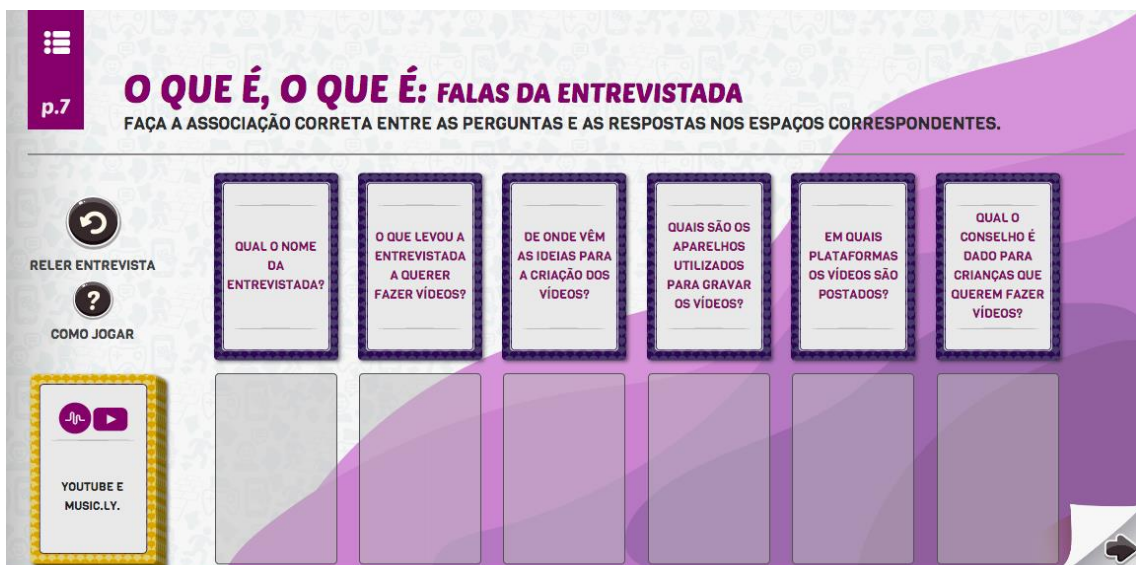 p.7
O QUE É, O QUE É: FALAS DA ENTREVISTADA
FAÇA A ASSOCIAÇÃO CORRETA ENTRE AS PERGUNTAS E AS RESPOSTAS NOS ESPAÇOS CORRESPONDENTES.
RELER ENTREVISTA
?
COMO JOGAR
QUAL O NOME
DA
ENTREVISTADA?
O QUE LEVOU A
ENTREVISTADA
A QUERER
FAZER VÍDEOS?
DE ONDE VÊM
AS IDEIAS PARA
A CRIAÇÃO DOS
VÍDEOS?
QUAIS SÃO OS
APARELHOS
UTILIZADOS
PARA GRAVAR
OS VÍDEOS?
EM QUAIS
PLATAFORMAS
OS VÍDEOS SÃO
POSTADOS?
QUAL O
CONSELHO É
DADO PARA
CRIANÇAS QUE
QUEREM FAZER
VÍDEOS?
YOUTUBE E
MUSIC.LY.